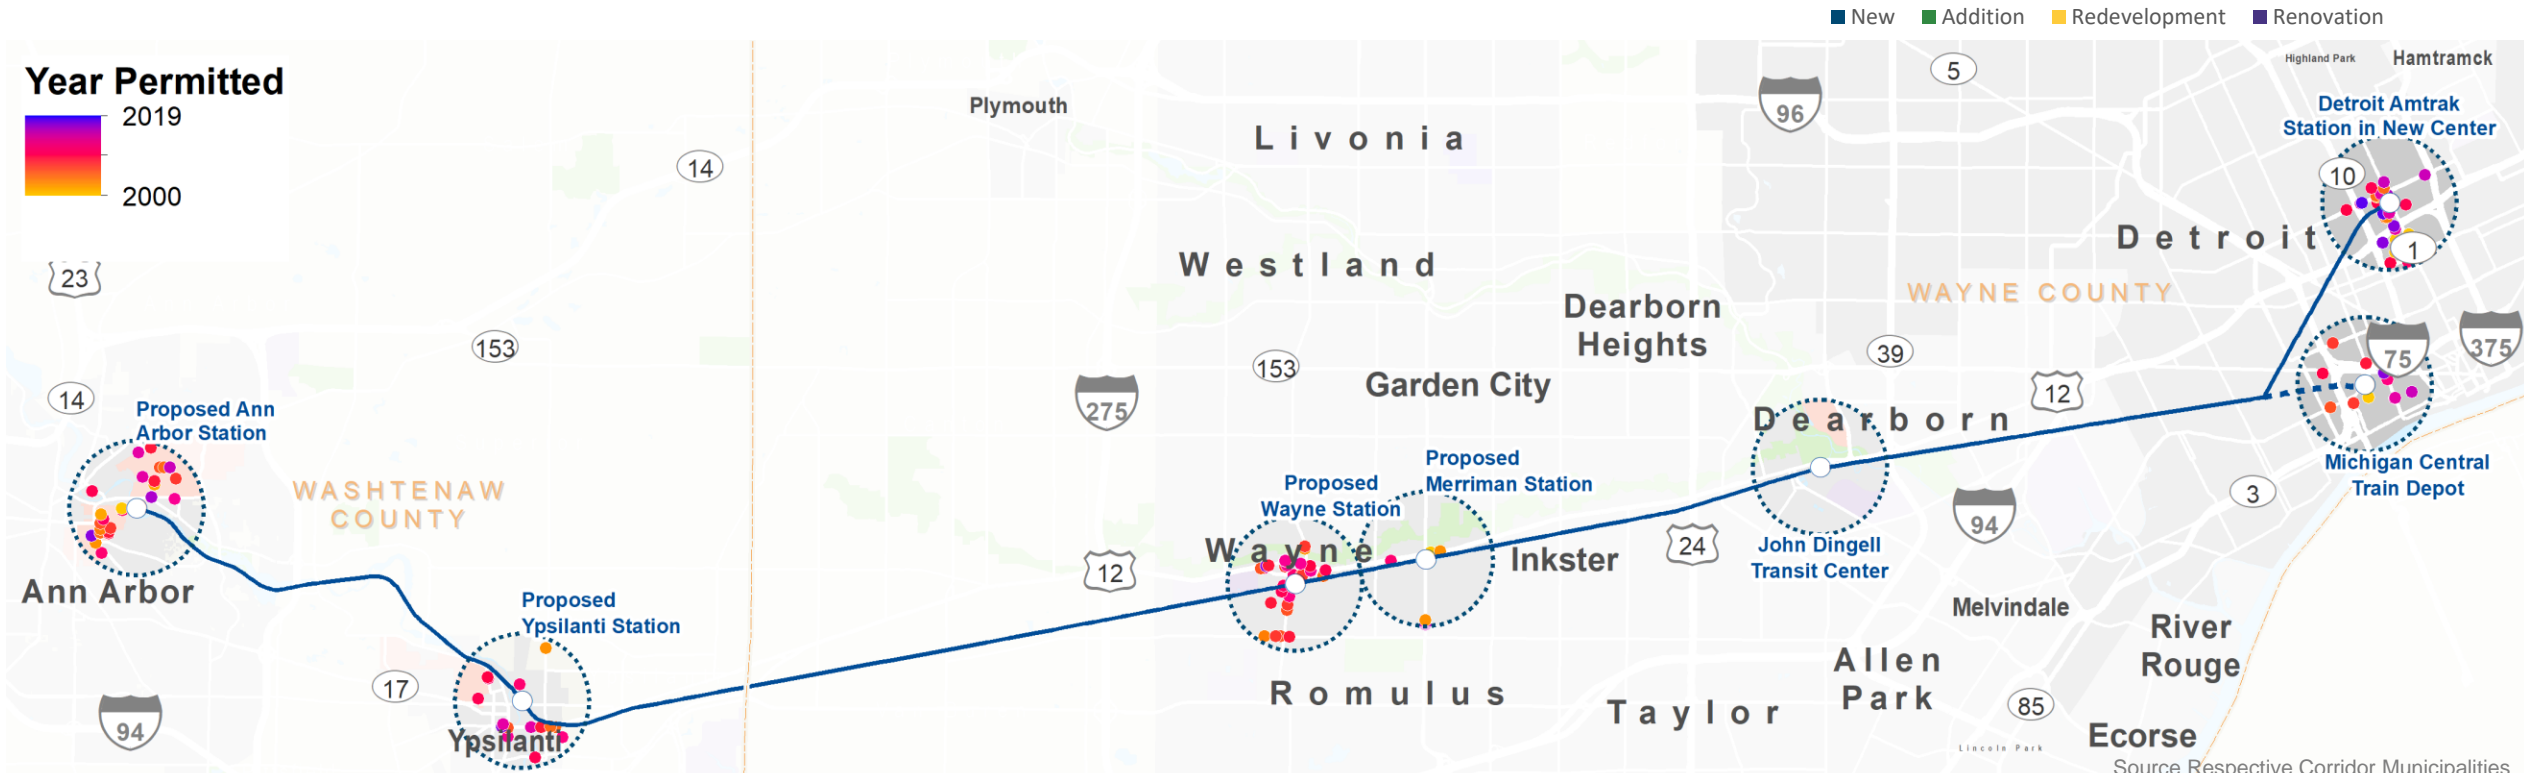 New Addition Redevelopment Renovation
Year Permitted
2019
2000
Highland Park
Hamtramck
5
Plymouth
96
Detroit Amtrak
Station in New Center
Livonia
14
10
Detroit
1
Westland
23
WAYNE COUNTY
Dearborn
Heights
153
39
75
375
153
Garden City
12
14
275
Proposed Ann
Arbor Station
Dearborn
Proposed
Merriman Station
Michigan Central
Train Depot
WASHTENAW
COUNTY
Proposed
Wayne Station
3
94
Wayne
24
John Dingell
Transit Center
Inkster
12
Ann Arbor
Proposed
Ypsilanti Station
Melvindale
River
Rouge
Allen
Park
17
Romulus
Taylor
85
94
Ypsilanti
Lincoln Park
Ecorse
Source Respective Corridor Municipalities